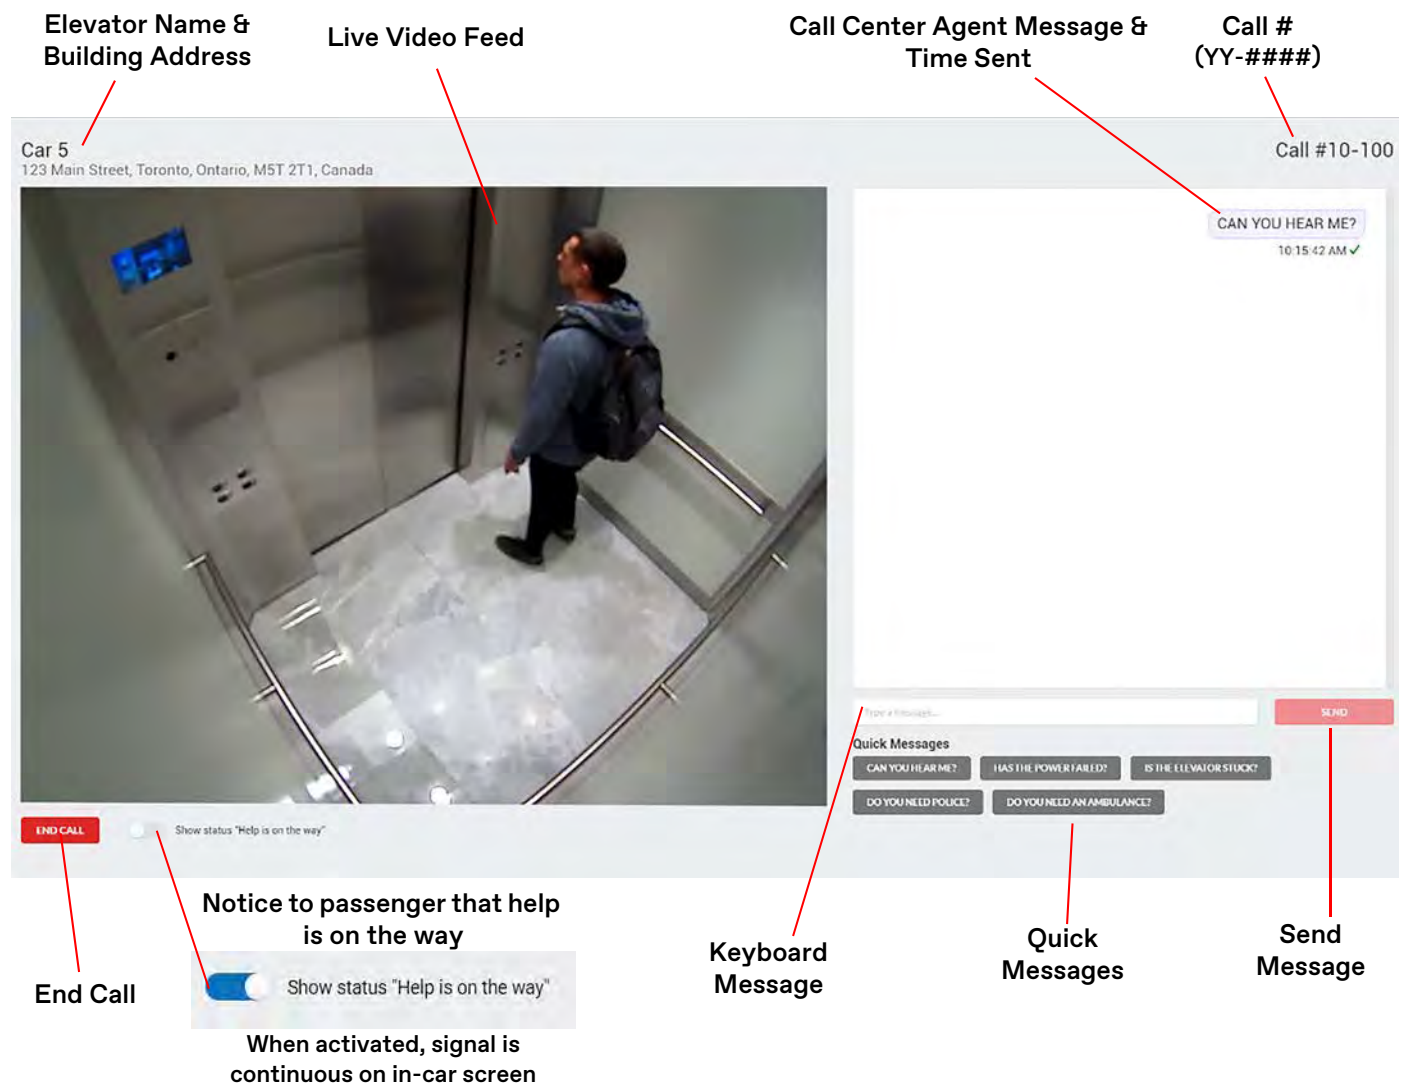 Elevator Name &
Building Address
Live Video Feed
Call Center Agent Message &
Time Sent
Call #
(YY-####)
Car 5
123 Main Street, Toronto, Ontario, M5T 2T1, Canada
Call #10-100
CAN YOU HEAR ME?
10:15:42 AM
Type a message...
SEND
Quick Messages
CAN YOU HEAR ME?
HAS THE POWER FAILED?
IS THE ELEVATOR STUCK?
DO YOU NEED POLICE?
DO YOU NEED AN AMBULANCE?
END CALL
Show status "Help is on the way"
Notice to passenger that help
is on the way
Show status "Help is on the way"
When activated, signal is
continuous on in-car screen
End Call
Keyboard
Message
Quick
Messages
Send
Message